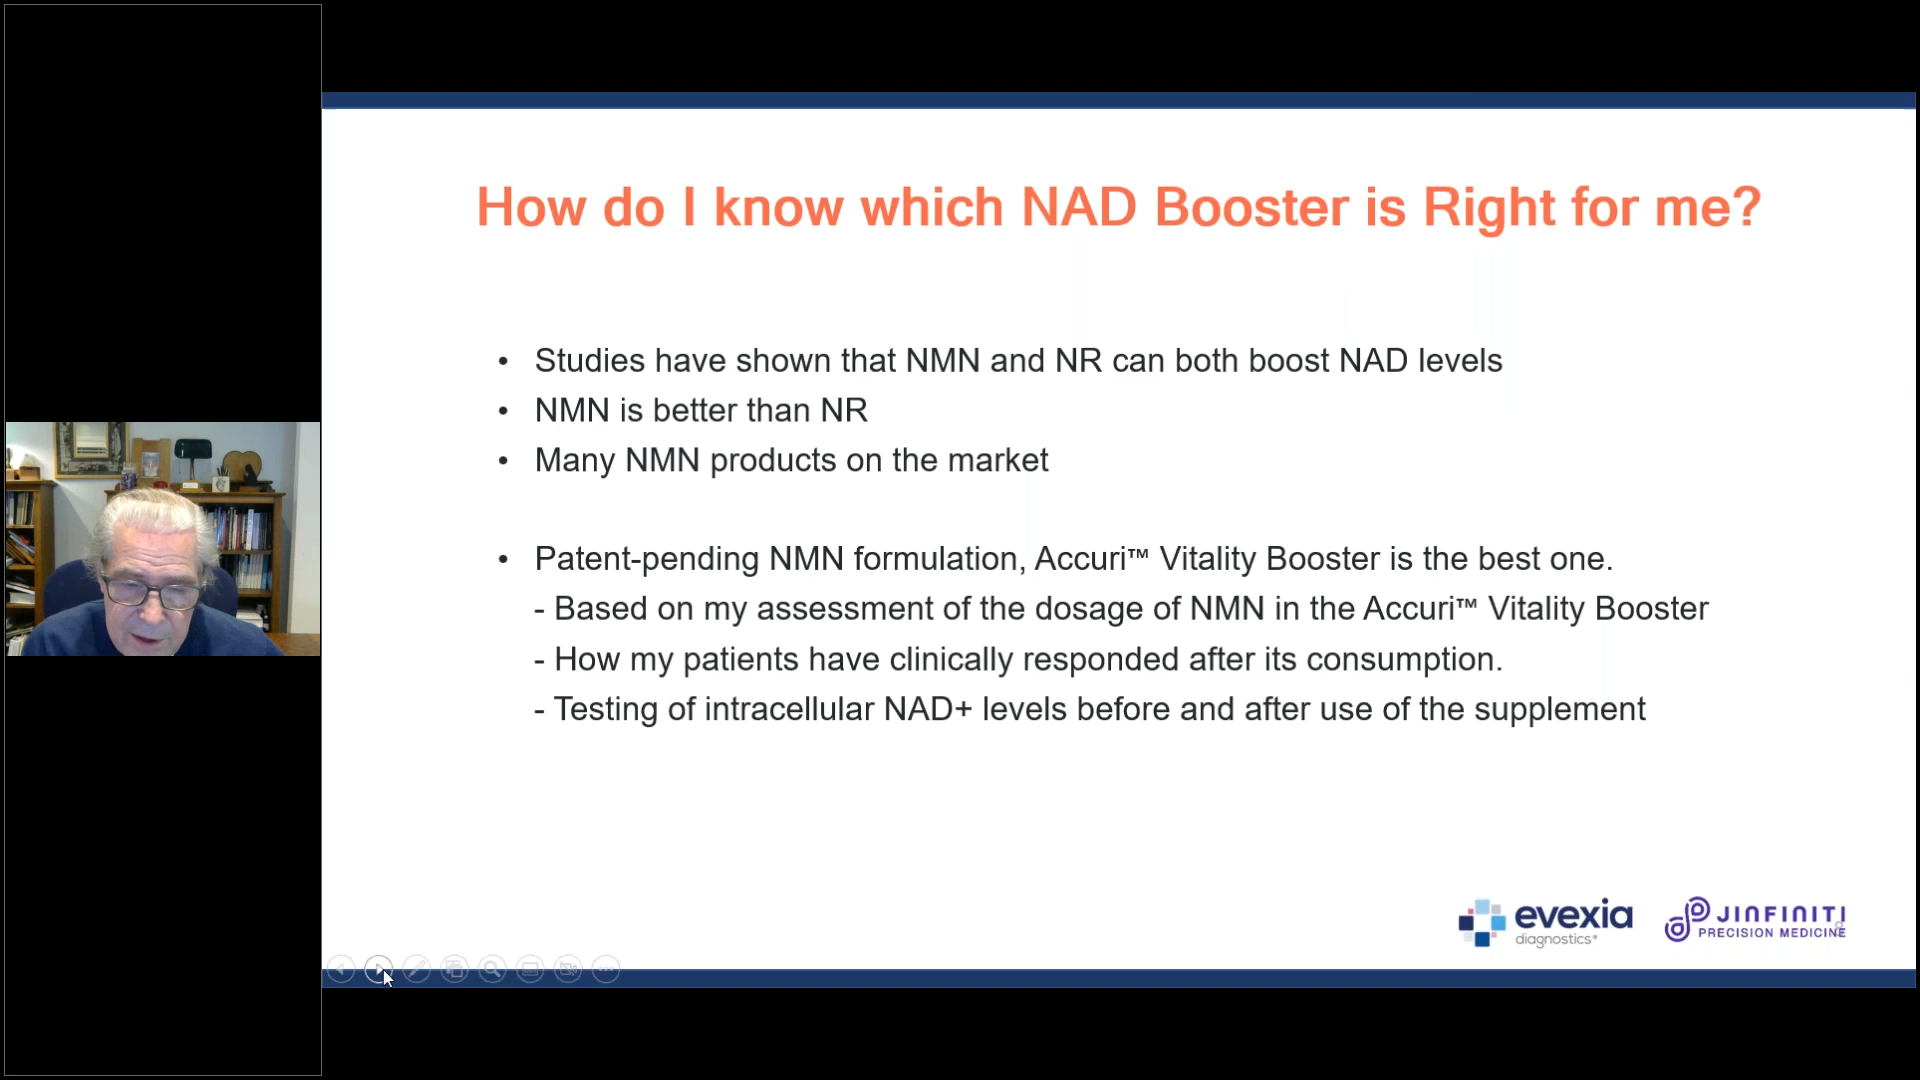 How do I know which NAD Booster is Right for me?
• Studies have shown that NMN and NR can both boost NAD levels
• NMN is better than NR
• Many NMN products on the market
• Patent-pending NMN formulation, Accuri™ Vitality Booster is the best one.
- Based on my assessment of the dosage of NMN in the Accuri™ Vitality Booster
- How my patients have clinically responded after its consumption.
- Testing of intracellular NAD+ levels before and after use of the supplement
evexia
diagnostics®
JINFINITI
PRECISION MEDICINE